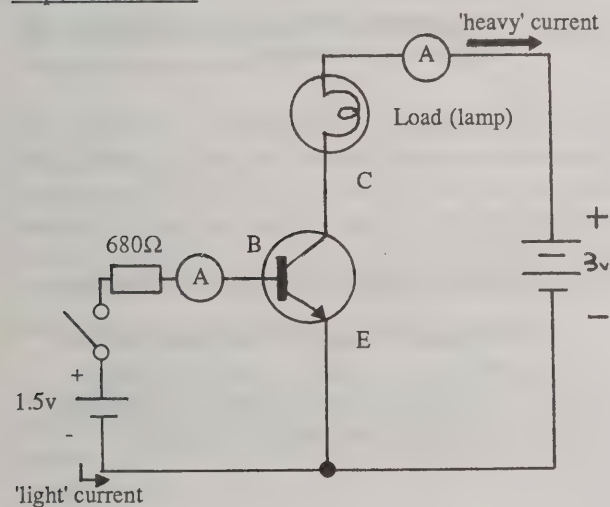 'heavy' current
A
Load (lamp)
C
680Ω
B
A
+
3v
-
E
+
1.5v
-
'light' current